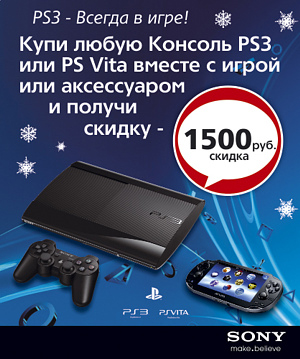 PS3 - Всегда в игре!
Купи любую Консоль PS3
или PS Vita вместе с игрой
или аксессуаром
и получи
скидку -
1500 руб.
скидка
PS3
PS3 PSVITA
SONY
make.believe